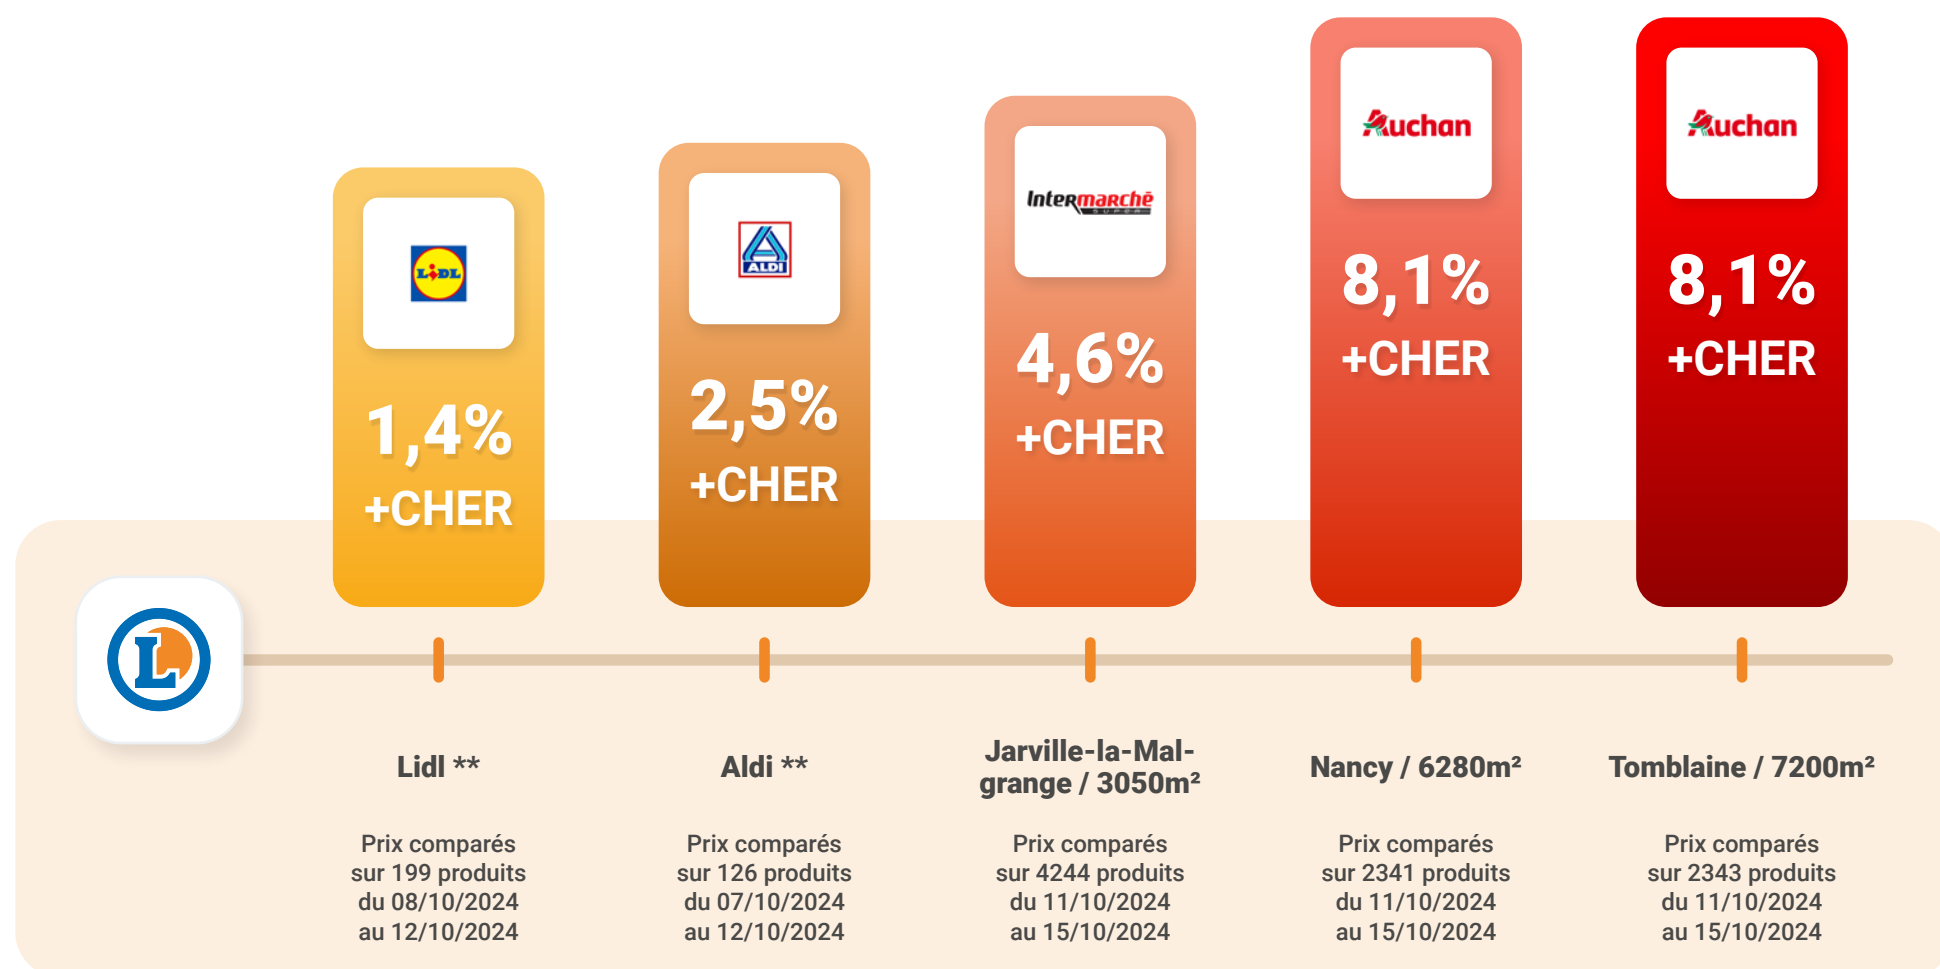 LiDL
1,4%
+CHER
ALDI
2,5%
+CHER
Intermarchē
SUPER
4,6%
+CHER
Auchan
8,1%
+CHER
Auchan
8,1%
+CHER
L
Lidl **
Prix comparés
sur 199 produits
du 08/10/2024
au 12/10/2024
Aldi **
Prix comparés
sur 126 produits
du 07/10/2024
au 12/10/2024
Jarville-la-Mal-
grange / 3050m²
Prix comparés
sur 4244 produits
du 11/10/2024
au 15/10/2024
Nancy / 6280m²
Prix comparés
sur 2341 produits
du 11/10/2024
au 15/10/2024
Tomblaine / 7200m²
Prix comparés
sur 2343 produits
du 11/10/2024
au 15/10/2024